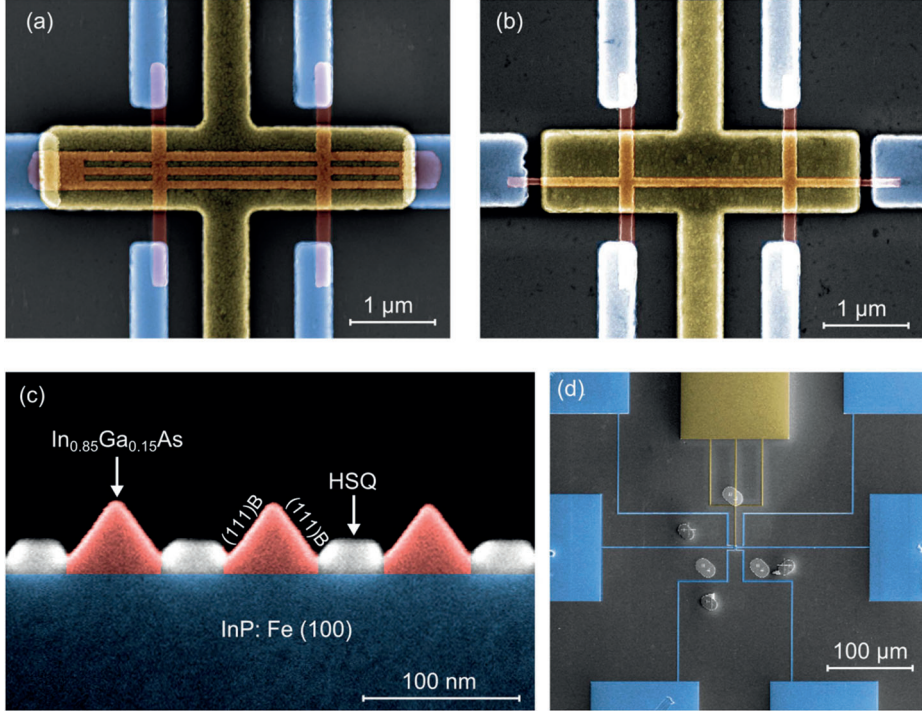 (a)
1 µm
(b)
1 µm
(c)
In0.85Ga0.15As
(111)B
(111)B
HSQ
InP: Fe (100)
100 nm
(d)
100 µm